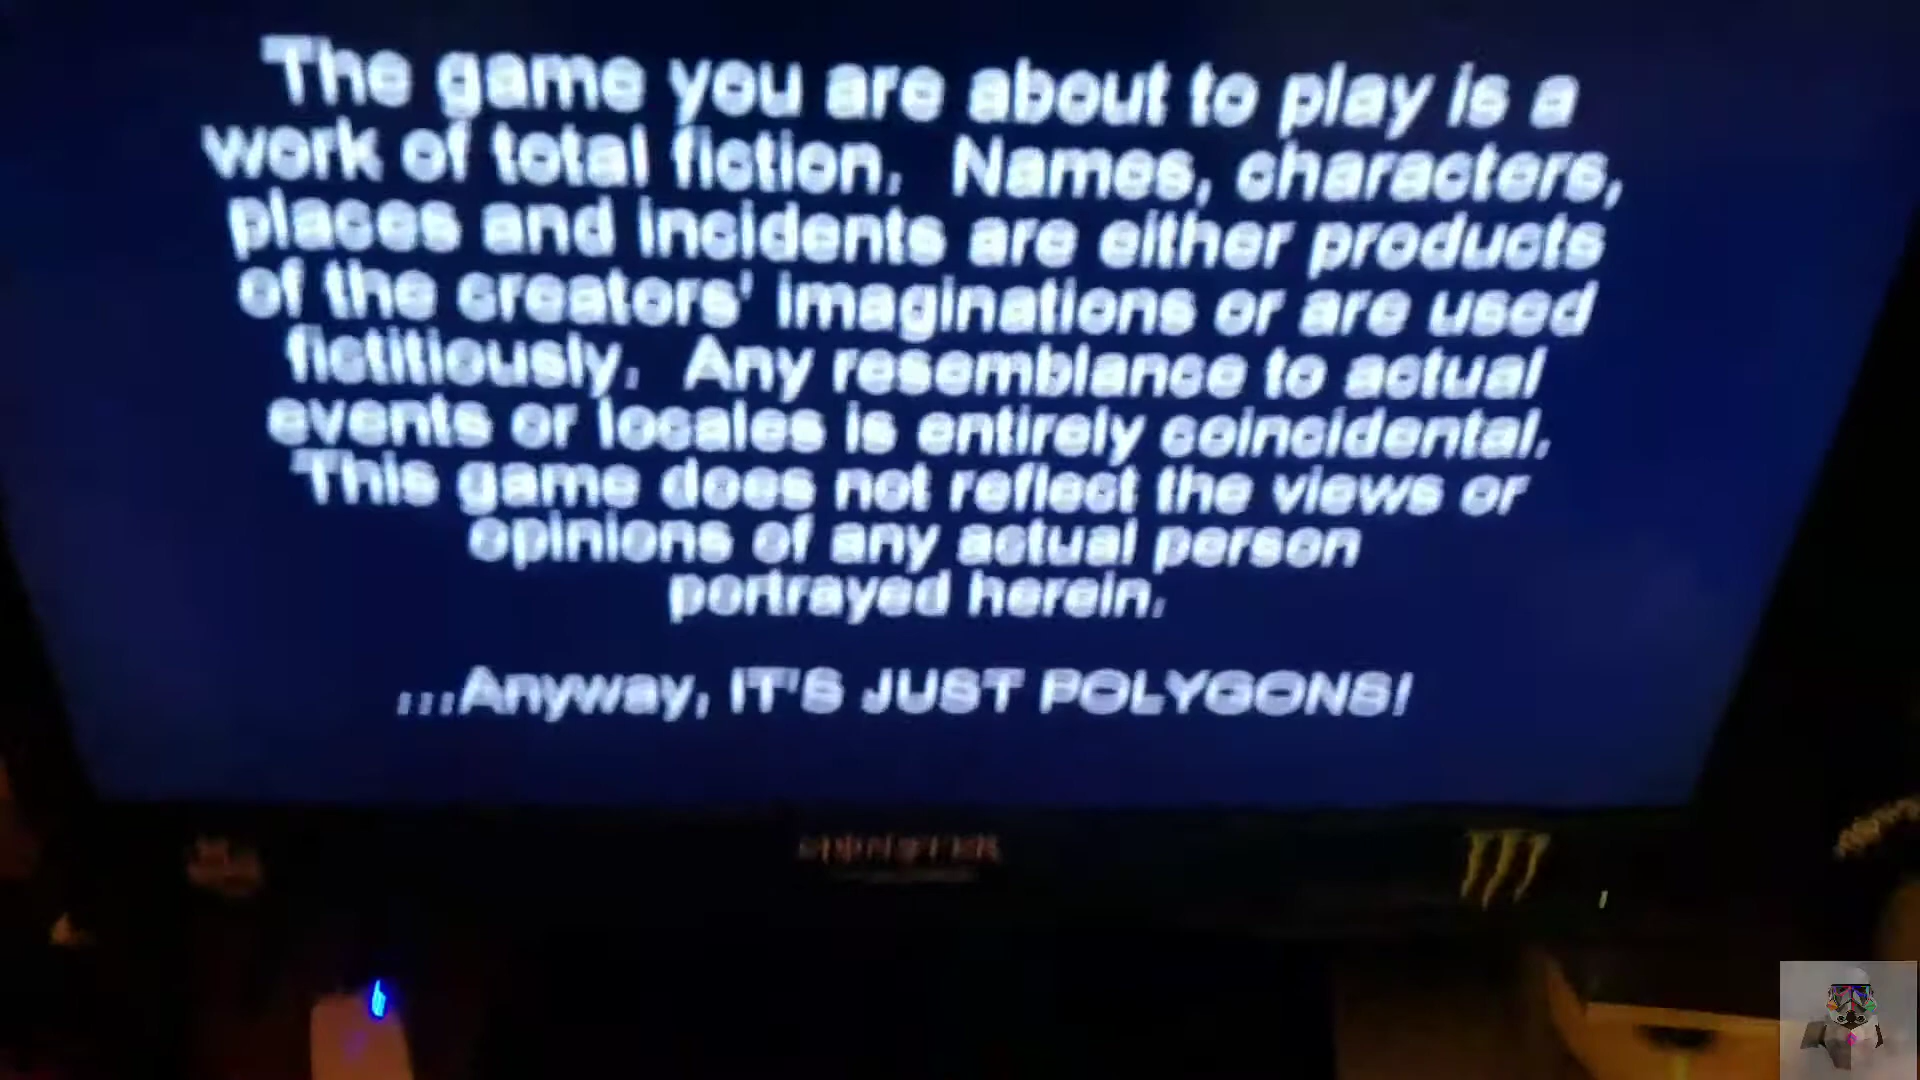 The game you are about to play is a
work of total fiction. Names, characters,
places and incidents are either products
of the creators' imaginations or are used
fictitiously. Any resemblance to actual
events or locales is entirely coincidental.
This game does not reflect the views or
opinions of any actual person
portrayed herein.
...Anyway, IT'S JUST POLYGONS!